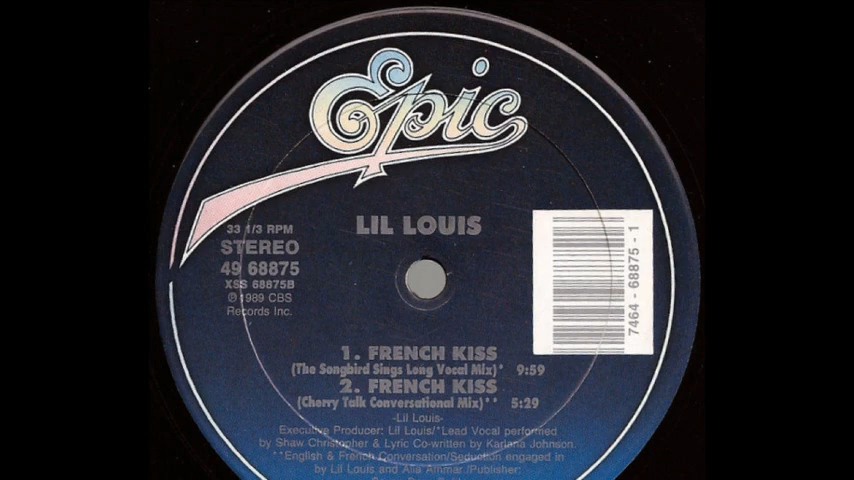 Epic
LIL LOUIS
33 1/3 RPM
STEREO
49 68875
XSS 68875B
℗ 1989 CBS
Records Inc.
7464 - 68875 - 1
1. FRENCH KISS
(The Songbird Sings Long Vocal Mix)* 9:59
2. FRENCH KISS
(Cherry Talk Conversational Mix)** 5:29
-Lil Louis-
Executive Producer: Lil Louis/*Lead Vocal performed
by Shaw Christopher & Lyric Co-written by Karlana Johnson.
**English & French Conversation/Seduction engaged in
by Lil Louis and Alia Ammar./Publisher: